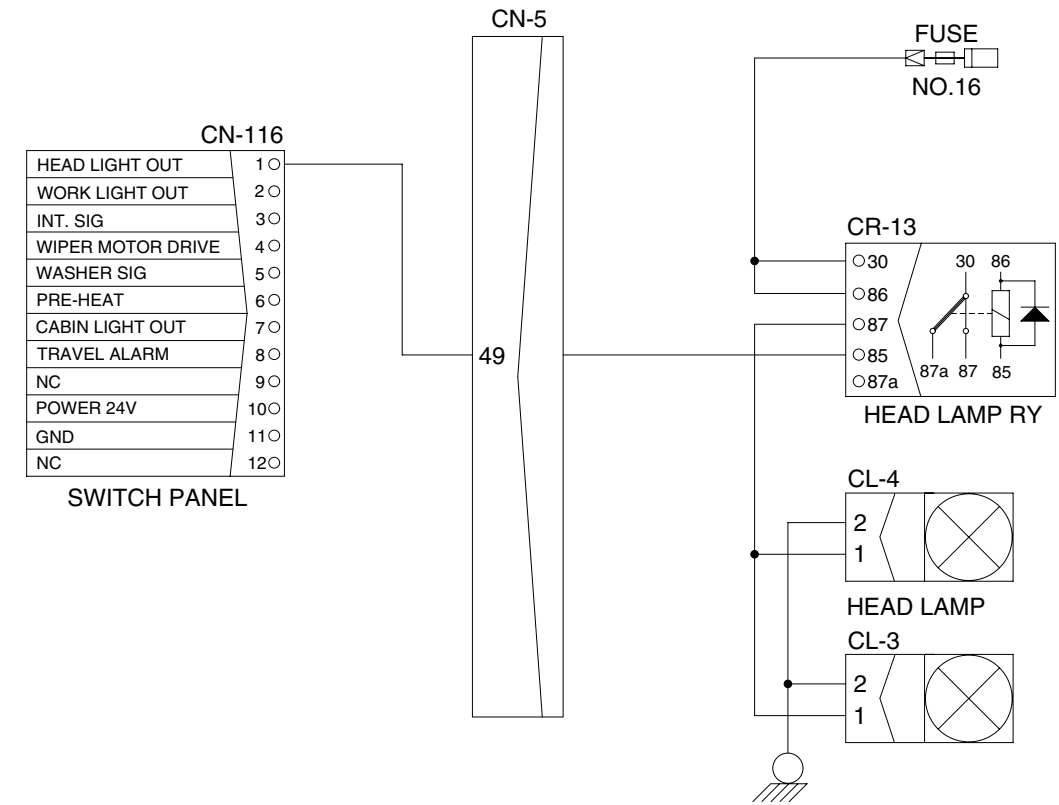 CN-5
FUSE
NO.16
CN-116
HEAD LIGHT OUT 1
WORK LIGHT OUT 2
INT. SIG 3
WIPER MOTOR DRIVE 4
WASHER SIG 5
PRE-HEAT 6
CABIN LIGHT OUT 7
TRAVEL ALARM 8
NC 9
POWER 24V 10
GND 11
NC 12
SWITCH PANEL
49
CR-13
30 30 86
86
87
85
87a 87a 87 85
HEAD LAMP RY
CL-4
2
1
HEAD LAMP
CL-3
2
1